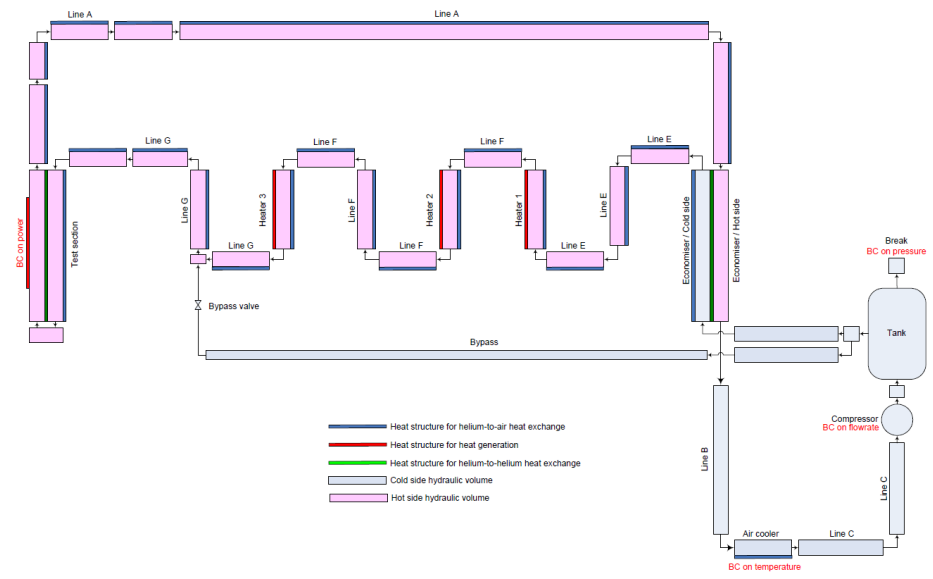 Line A
Line A
Line G
Line F
Line F
Line E
BC on power
Test section
Line G
Heater 3
Line F
Heater 2
Heater 1
Line E
Economiser / Cold side
Economiser / Hot side
Line G
Line F
Line E
Break
BC on pressure
Bypass valve
Tank
Bypass
Compressor
BC on flowrate
Heat structure for helium-to-air heat exchange
Heat structure for heat generation
Heat structure for helium-to-helium heat exchange
Cold side hydraulic volume
Hot side hydraulic volume
Line B
Line C
Air cooler
Line C
BC on temperature